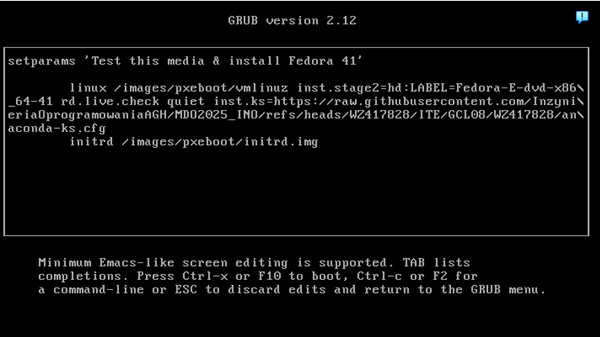 GRUB version 2.12
setparams 'Test this media & install Fedora 41'
linux /images/pxeboot/vmlinuz inst.stage2=hd:LABEL=Fedora-E-dvd-x86\
_64-41 rd.live.check quiet inst.ks=https://raw.githubusercontent.com/Inzyni\
eriaOprogramowaniaAGH/MDO2025_INO/refs/heads/WZ417828/ITE/GCL08/WZ417828/an\
aconda-ks.cfg
initrd /images/pxeboot/initrd.img
Minimum Emacs-like screen editing is supported. TAB lists
completions. Press Ctrl-x or F10 to boot, Ctrl-c or F2 for
a command-line or ESC to discard edits and return to the GRUB menu.